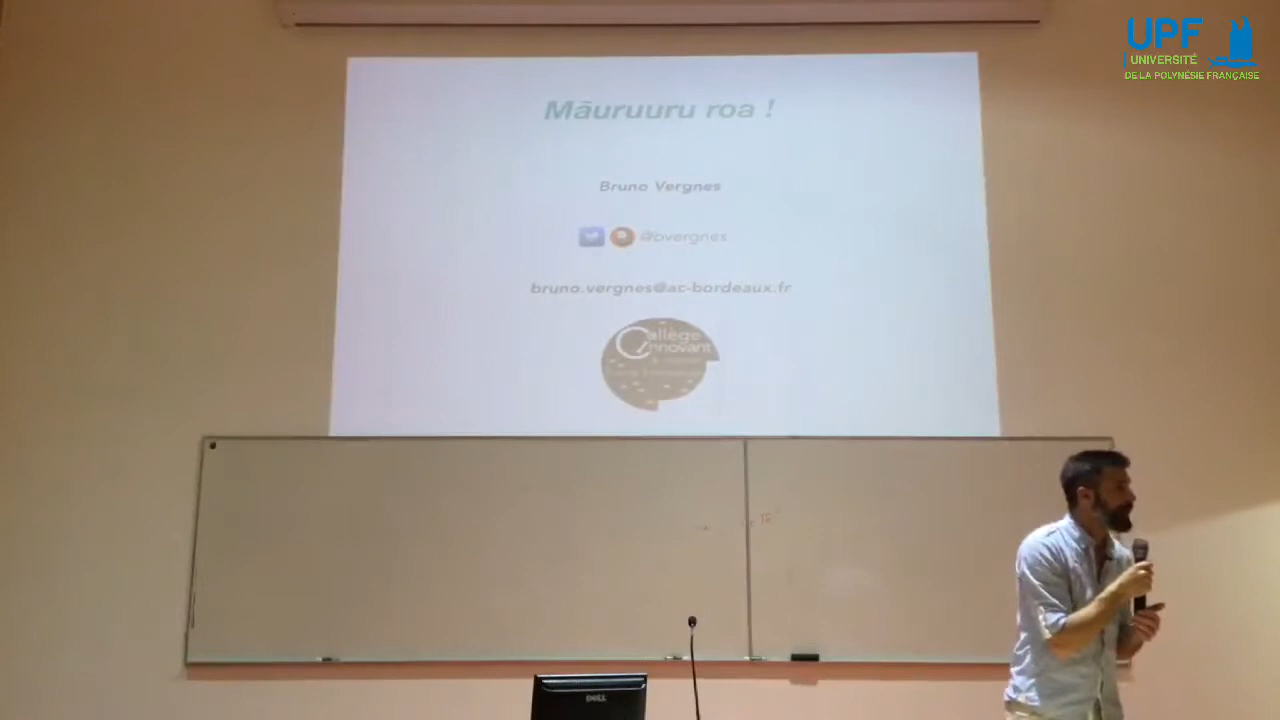 UPF
UNIVERSITÉ
DE LA POLYNÉSIE FRANÇAISE
Māuruuru roa !
Bruno Vergnes
@bvergnes
bruno.vergnes@ac-bordeaux.fr
Collège
innovant
DELL